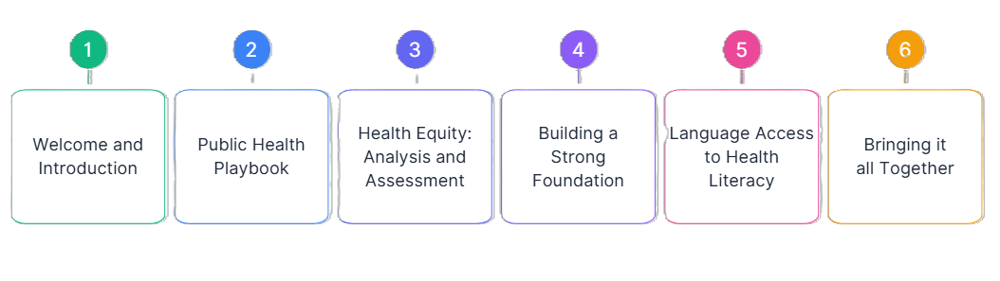 1
Welcome and
Introduction
2
Public Health
Playbook
3
Health Equity:
Analysis and
Assessment
4
Building a
Strong
Foundation
5
Language Access
to Health
Literacy
6
Bringing it
all Together